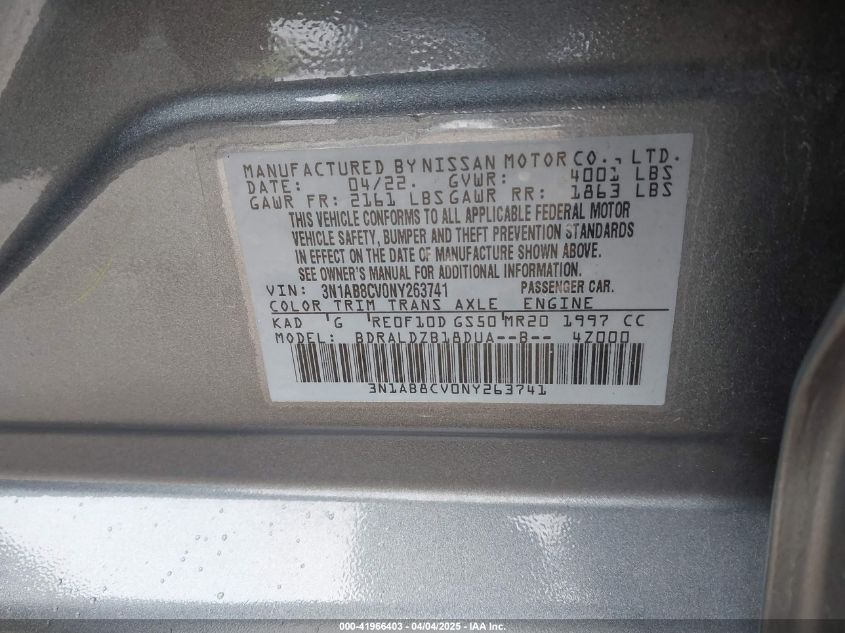 MANUFACTURED BY NISSAN MOTOR CO., LTD.
DATE: 04/22. GVWR: 4001 LBS
GAWR FR: 2161 LBS GAWR RR: 1863 LBS
THIS VEHICLE CONFORMS TO ALL APPLICABLE FEDERAL MOTOR
VEHICLE SAFETY, BUMPER AND THEFT PREVENTION STANDARDS
IN EFFECT ON THE DATE OF MANUFACTURE SHOWN ABOVE.
SEE OWNER'S MANUAL FOR ADDITIONAL INFORMATION.
VIN: 3N1AB8CV0NY263741 PASSENGER CAR.
COLOR TRIM TRANS AXLE ENGINE
KAD G RE0F10D GS50 MR20 1997 CC
MODEL: BDRALDZB18DUA--B-- 4Z000
3N1AB8CV0NY263741
000-41966403 - 04/04/2025 - IAA Inc.